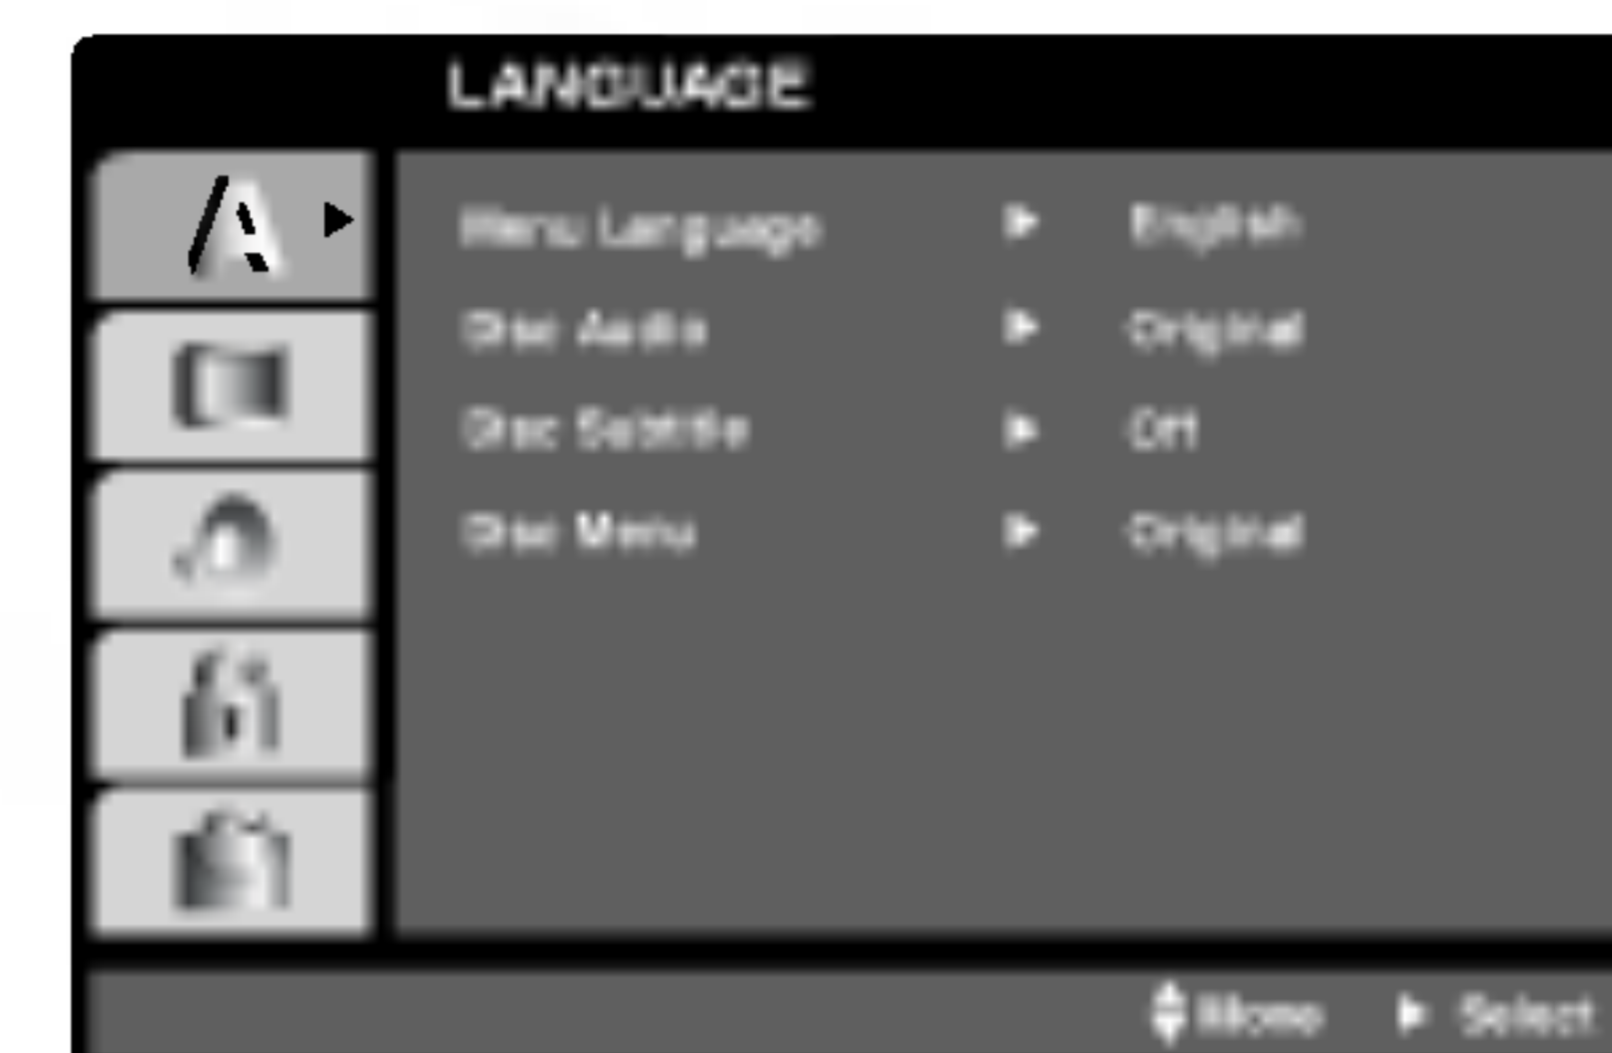 LANGUAGE
Menu Language ▶ English
Disc Audio ▶ Original
Disc Subtitle ▶ Off
Disc Menu ▶ Original
Move ▶ Select